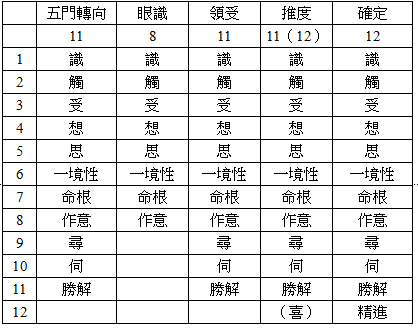 五門轉向 眼識 領受 推度 確定
11 8 11 11（12） 12
1 識 識 識 識 識
2 觸 觸 觸 觸 觸
3 受 受 受 受 受
4 想 想 想 想 想
5 思 思 思 思 思
6 一境性 一境性 一境性 一境性 一境性
7 命根 命根 命根 命根 命根
8 作意 作意 作意 作意 作意
9 尋 尋 尋 尋
10 伺 伺 伺 伺
11 勝解 勝解 勝解 勝解
12 （喜） 精進